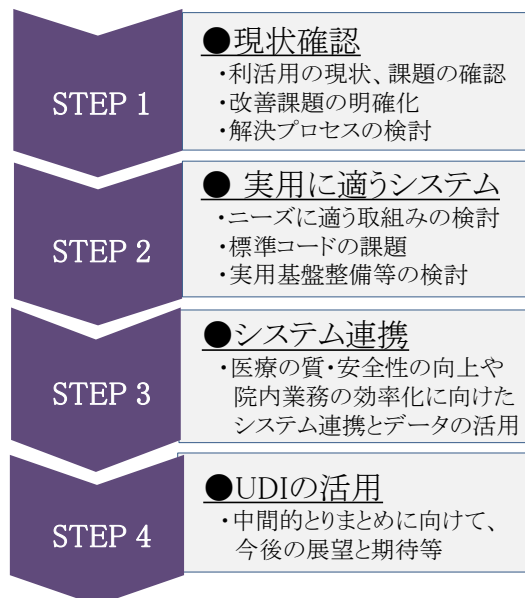 STEP 1
●現状確認
・利活用の現状、課題の確認
・改善課題の明確化
・解決プロセスの検討
STEP 2
● 実用に適うシステム
・ニーズに適う取組みの検討
・標準コードの課題
・実用基盤整備等の検討
STEP 3
●システム連携
・医療の質・安全性の向上や
院内業務の効率化に向けた
システム連携とデータの活用
STEP 4
●UDIの活用
・中間的とりまとめに向けて、
今後の展望と期待等